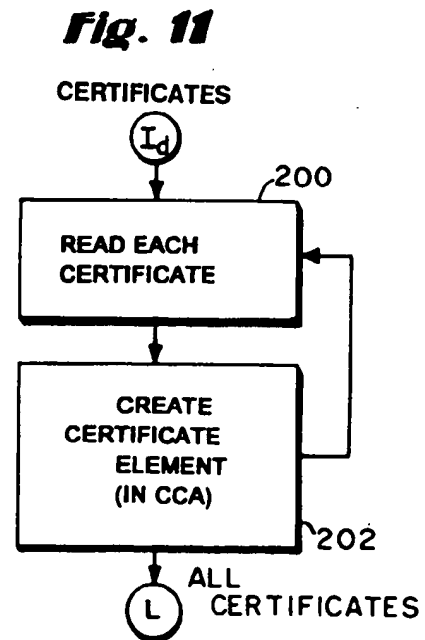 Fig. 11
CERTIFICATES
Id
200
READ EACH
CERTIFICATE
CREATE
CERTIFICATE
ELEMENT
(IN CCA)
202
ALL
L CERTIFICATES